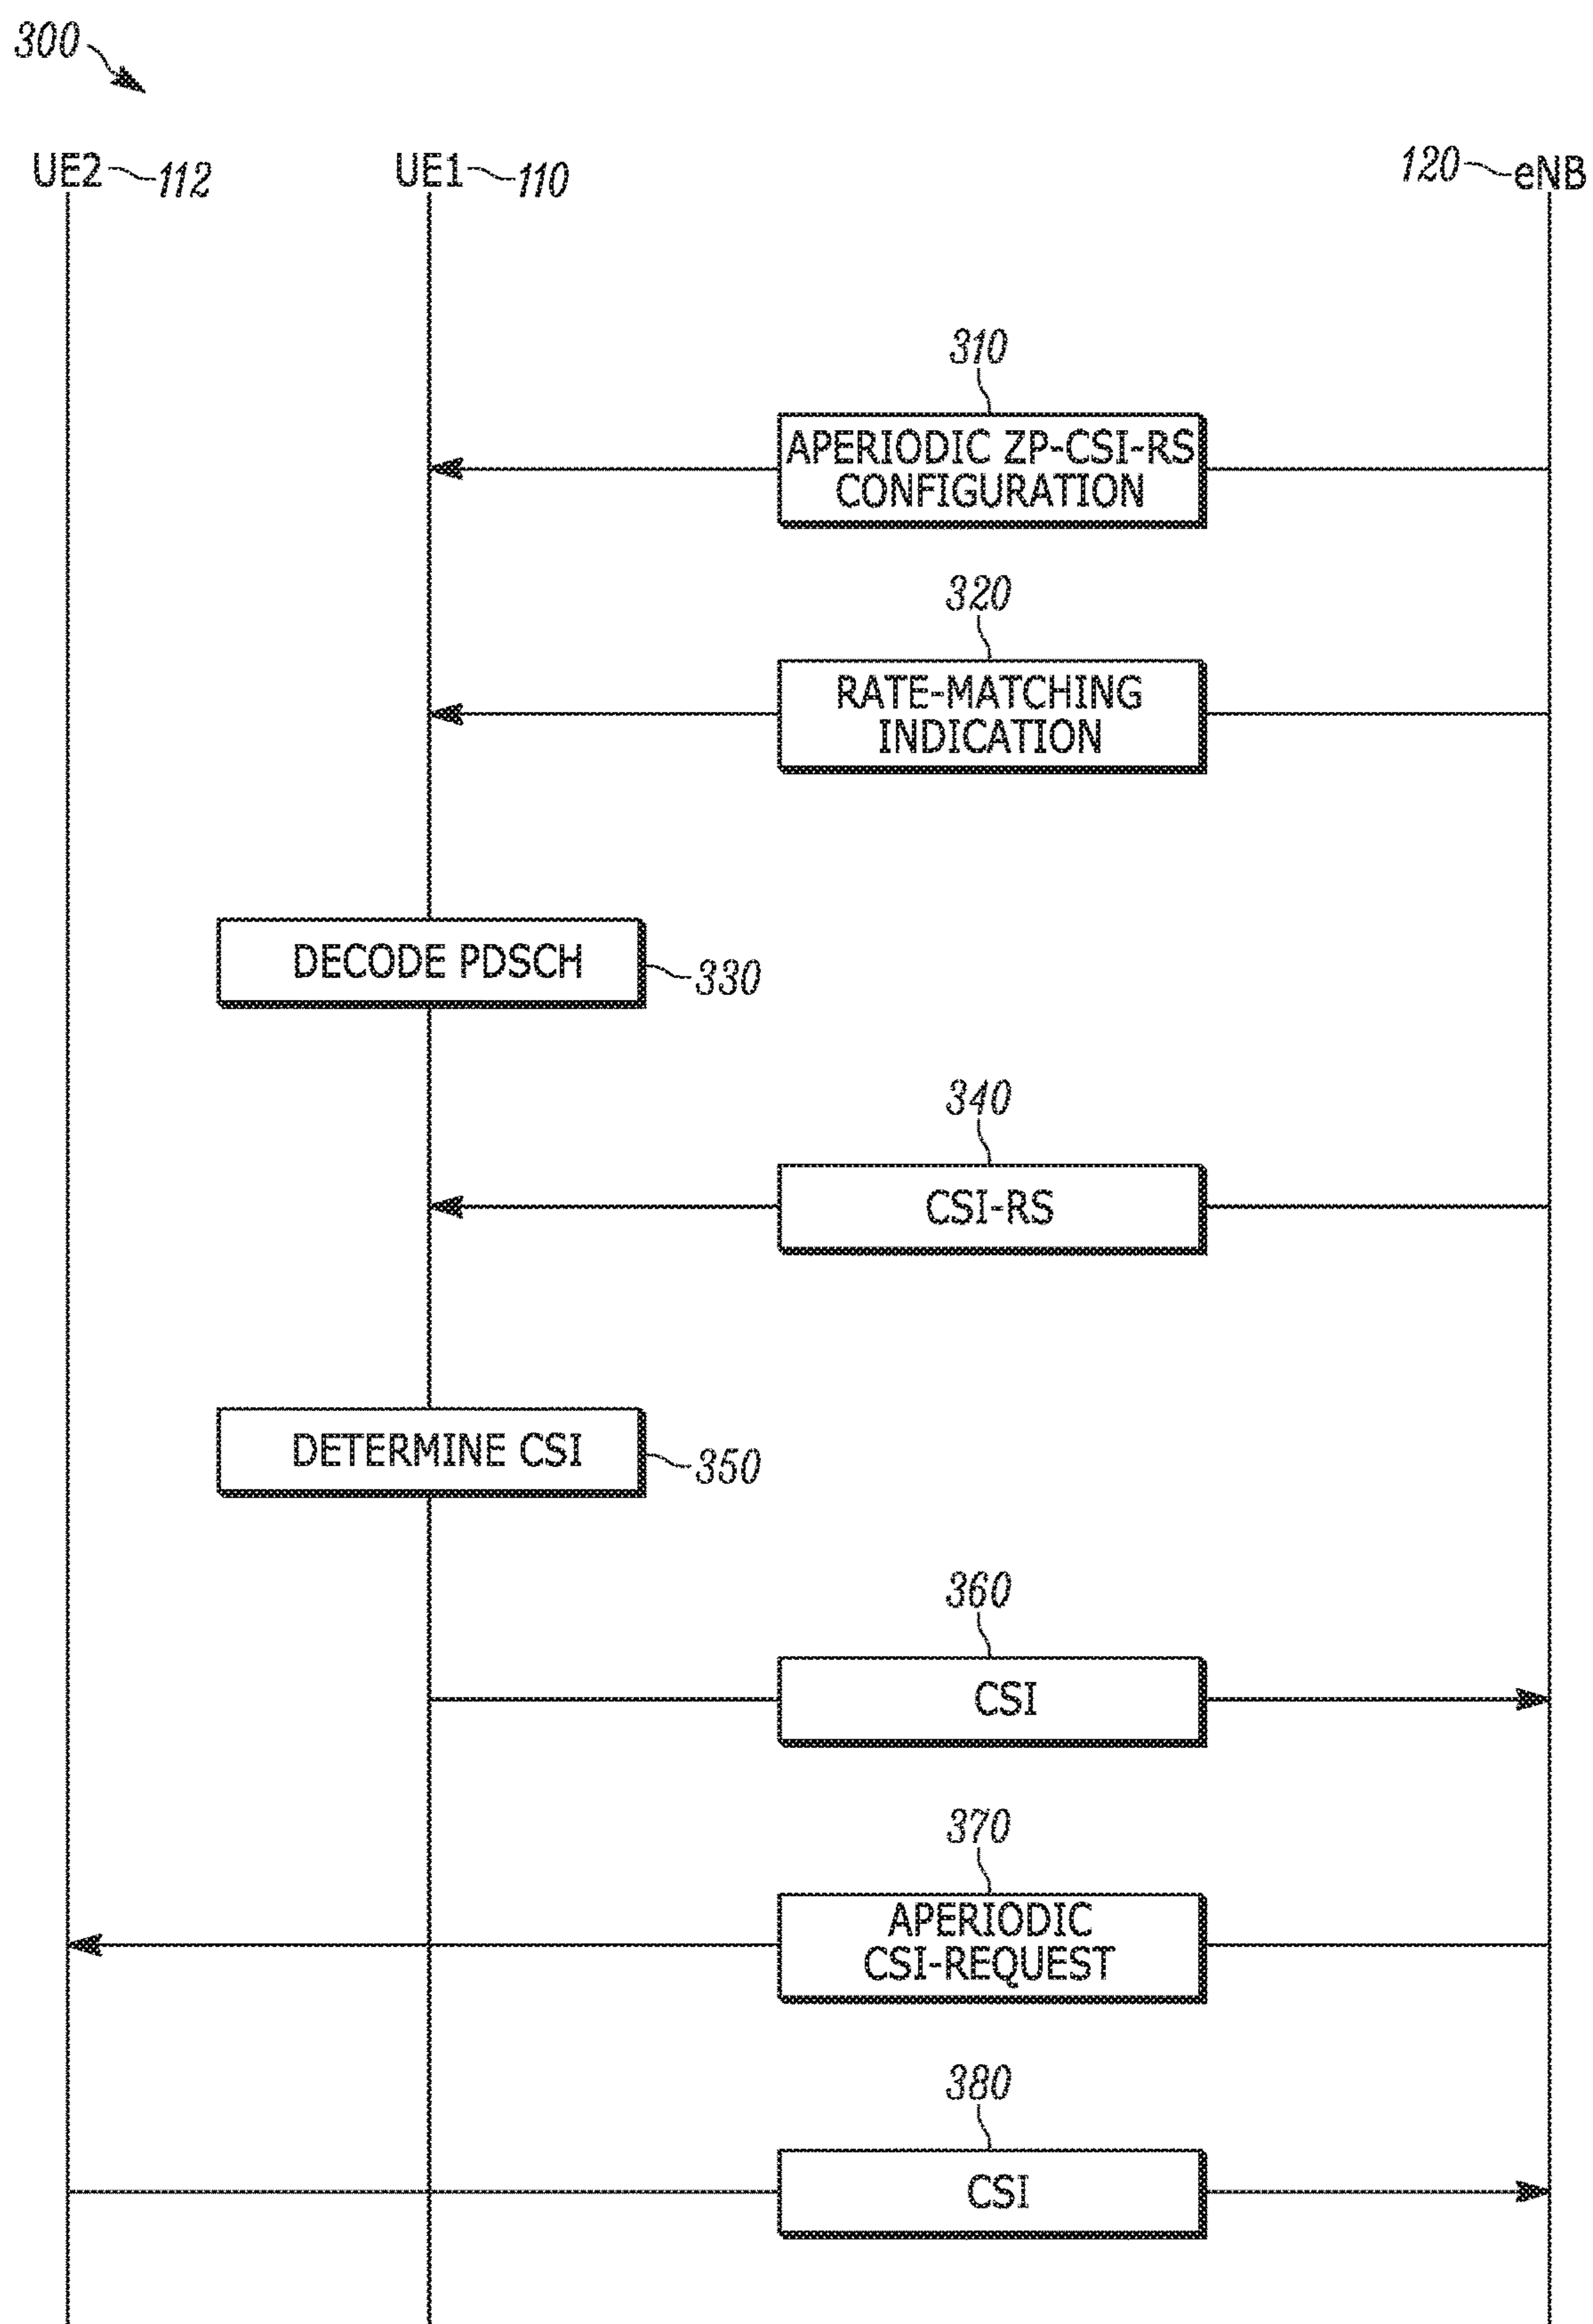 300
UE2 112
UE1 110
120 eNB
310
APERIODIC ZP-CSI-RS
CONFIGURATION
320
RATE-MATCHING
INDICATION
DECODE PDSCH
330
340
CSI-RS
DETERMINE CSI
350
360
CSI
370
APERIODIC
CSI-REQUEST
380
CSI